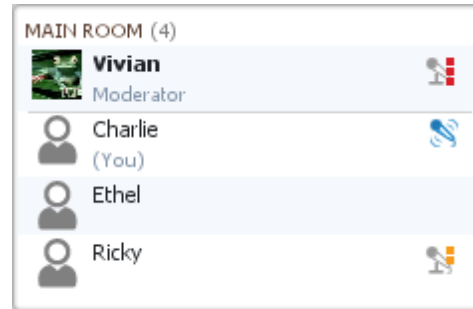 MAIN ROOM (4)
Vivian
Moderator
Charlie
(You)
Ethel
Ricky